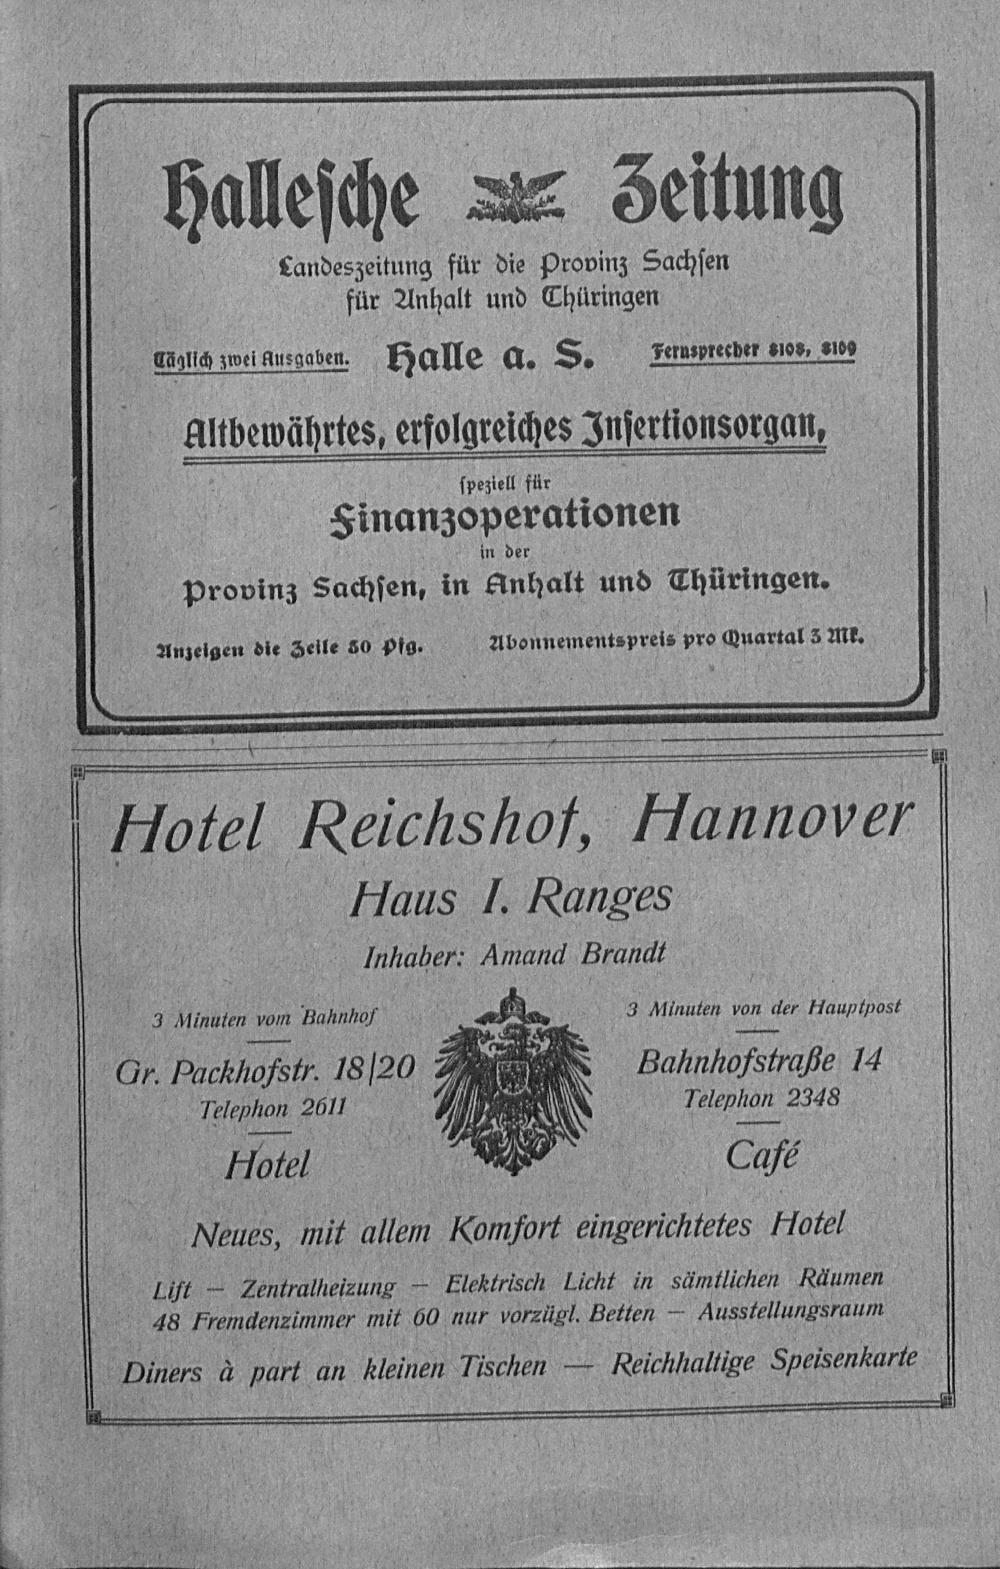 Hallesche Zeitung
Landeszeitung für die Provinz Sachsen
für Anhalt und Thüringen
Täglich zwei Ausgaben. Halle a. S. Fernsprecher 8108, 8109
Altbewährtes, erfolgreiches Insertionsorgan,
speziell für
Finanzoperationen
in der
Provinz Sachsen, in Anhalt und Thüringen.
Anzeigen die Zeile 30 Pfg. Abonnementspreis pro Quartal 3 Mk.
Hotel Reichshof, Hannover
Haus I. Ranges
Inhaber: Amand Brandt
3 Minuten vom Bahnhof
Gr. Packhofstr. 18|20
Telephon 2611
Hotel
3 Minuten von der Hauptpost
Bahnhofstraße 14
Telephon 2348
Café
Neues, mit allem Komfort eingerichtetes Hotel
Lift — Zentralheizung — Elektrisch Licht in sämtlichen Räumen
48 Fremdenzimmer mit 60 nur vorzügl. Betten — Ausstellungsraum
Diners à part an kleinen Tischen — Reichhaltige Speisenkarte